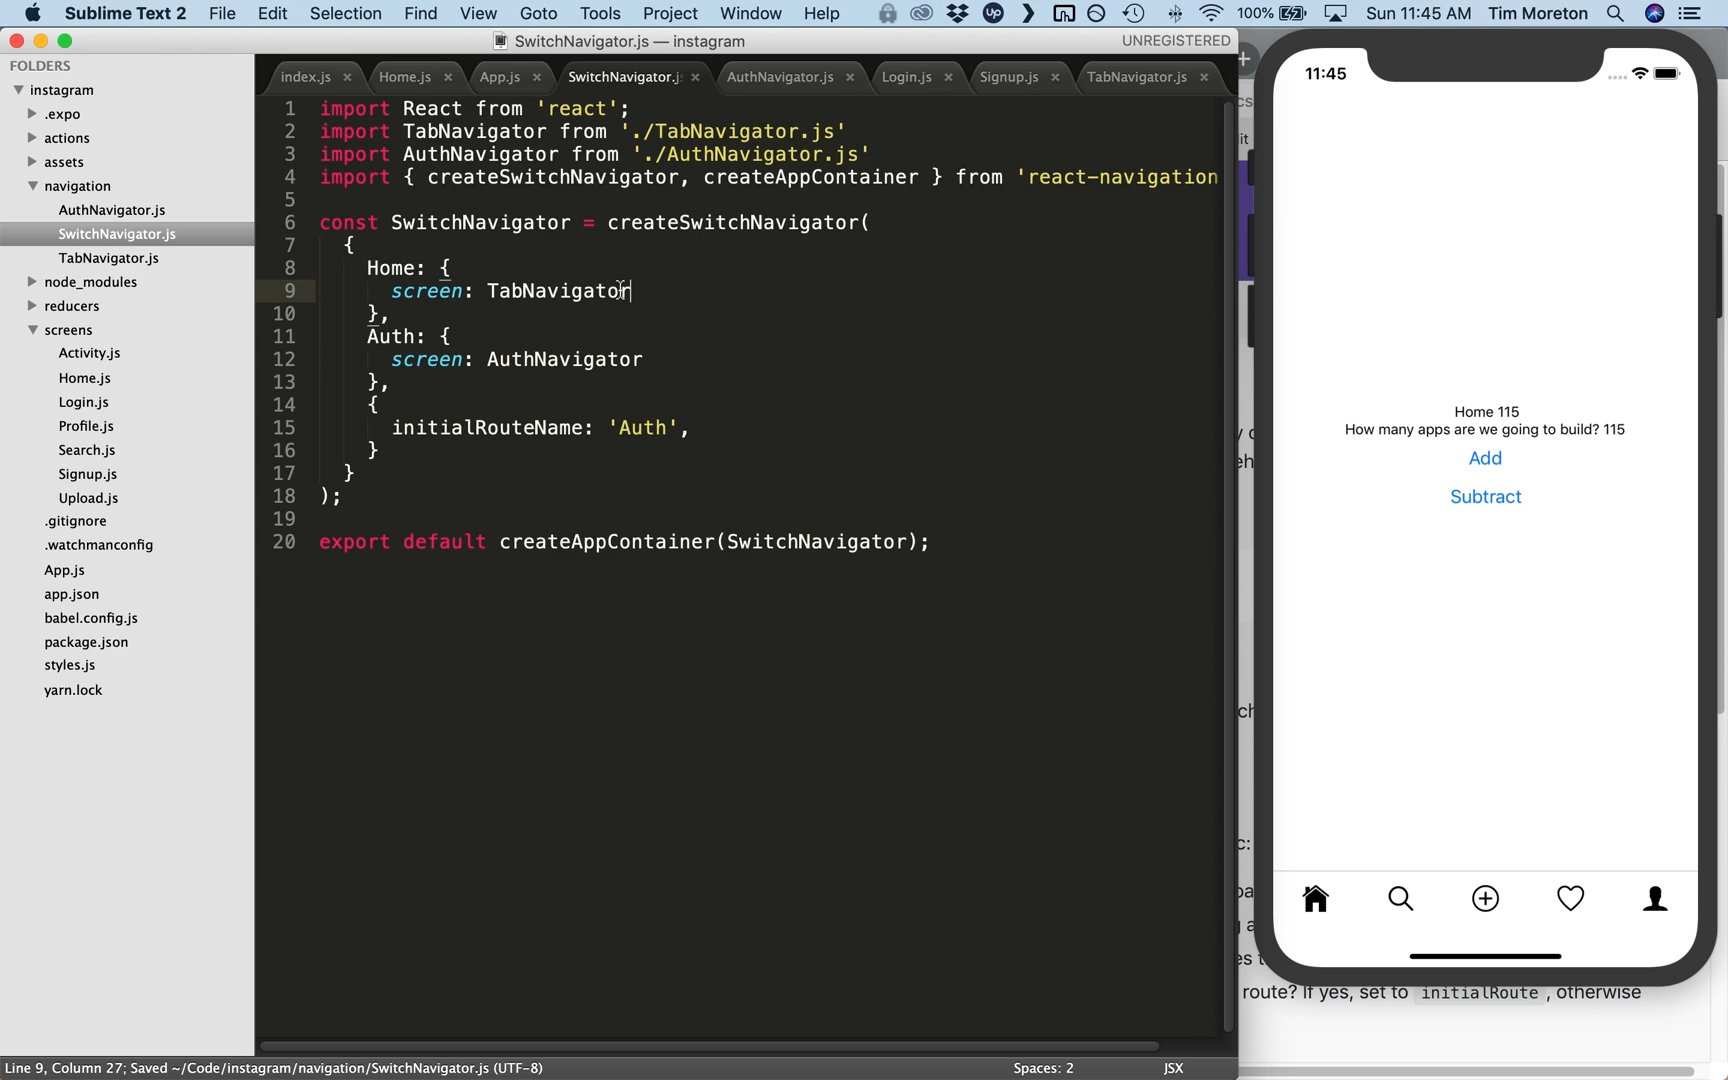 Sublime Text 2 File Edit Selection Find View Goto Tools Project Window Help Up 100% Sun 11:45 AM Tim Moreton
SwitchNavigator.js — instagram UNREGISTERED
FOLDERS
instagram
.expo
actions
assets
navigation
AuthNavigator.js
SwitchNavigator.js
TabNavigator.js
node_modules
reducers
screens
Activity.js
Home.js
Login.js
Profile.js
Search.js
Signup.js
Upload.js
.gitignore
.watchmanconfig
App.js
app.json
babel.config.js
package.json
styles.js
yarn.lock
index.js Home.js App.js SwitchNavigator.j AuthNavigator.js Login.js Signup.js TabNavigator.js
1 import React from 'react';
2 import TabNavigator from './TabNavigator.js'
3 import AuthNavigator from './AuthNavigator.js'
4 import { createSwitchNavigator, createAppContainer } from 'react-navigation
5
6 const SwitchNavigator = createSwitchNavigator(
7 {
8 Home: {
9 screen: TabNavigator
10 },
11 Auth: {
12 screen: AuthNavigator
13 },
14 {
15 initialRouteName: 'Auth',
16 }
17 }
18 );
19
20 export default createAppContainer(SwitchNavigator);
11:45
Home 115
How many apps are we going to build? 115
Add
Subtract
route? If yes, set to initialRoute , otherwise
Line 9, Column 27; Saved ~/Code/instagram/navigation/SwitchNavigator.js (UTF-8) Spaces: 2 JSX